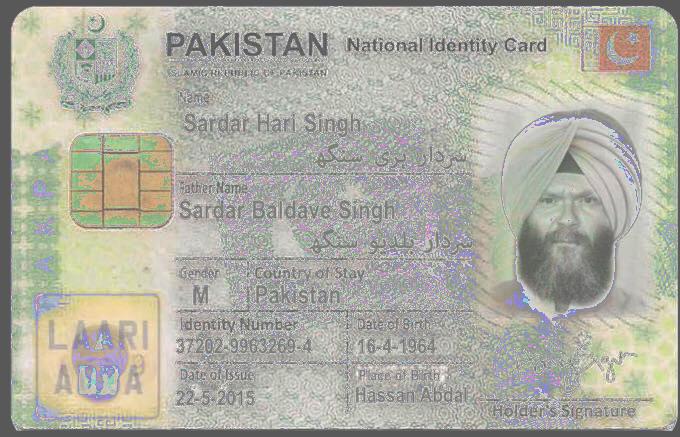 PAKISTAN National Identity Card
ISLAMIC REPUBLIC OF PAKISTAN
Name
Sardar Hari Singh
سردار ہری سنگھ
Father Name
Sardar Baldave Singh
سردار بلدیو سنگھ
Gender Country of Stay
M Pakistan
Identity Number Date of Birth
37202-9963269-4 16-4-1964
Date of Issue Place of Birth
22-5-2015 Hassan Abdal
LAARI
Holder's Signature